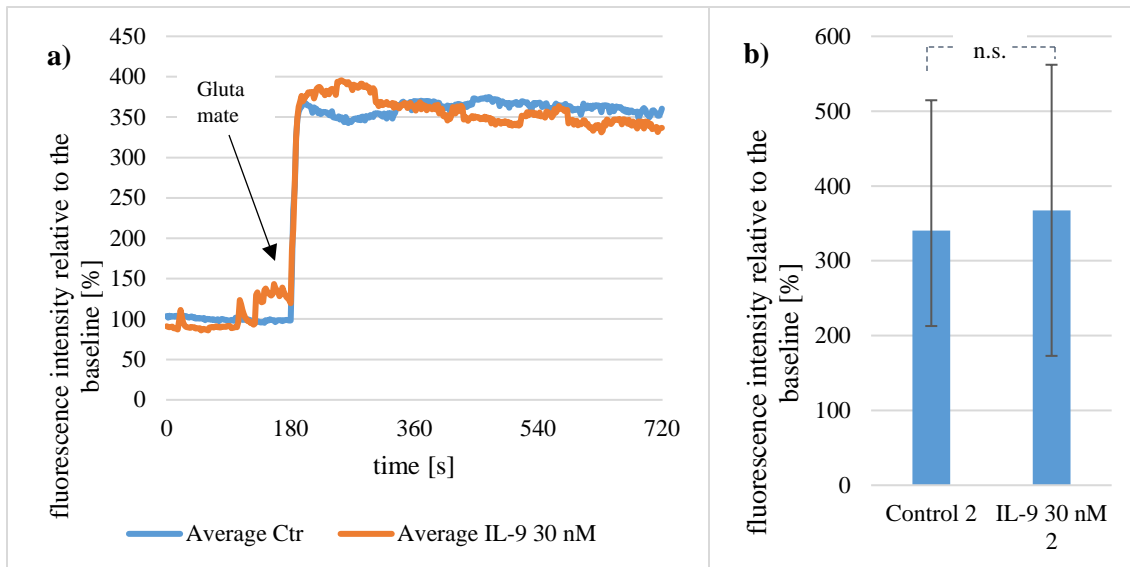 a)
fluorescence intensity relative to the
baseline [%]
450
400
350
300
250
200
150
100
50
0
Gluta
mate
0 180 360 540 720
time [s]
Average Ctr Average IL-9 30 nM
b)
fluorescence intensity relative to the
baseline [%]
600
500
400
300
200
100
0
n.s.
Control 2 IL-9 30 nM
2